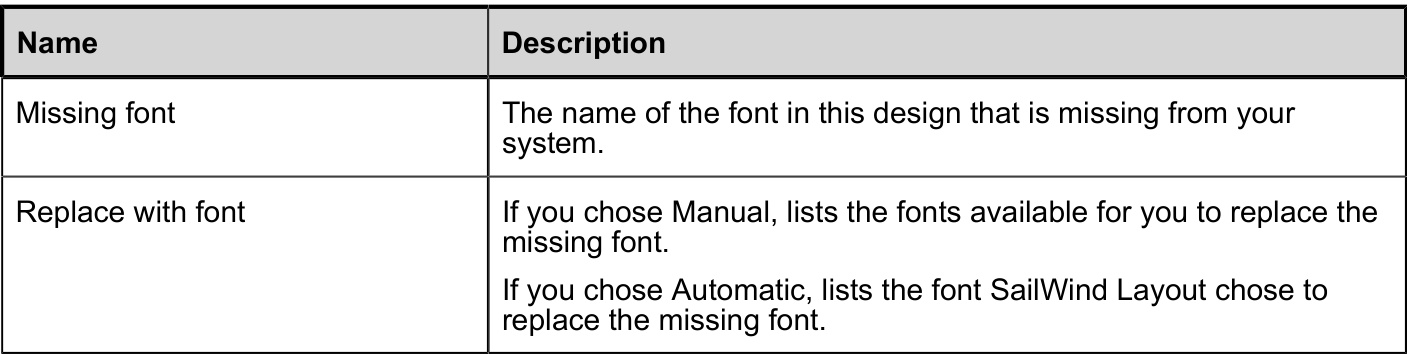 Name
Description
Missing font
The name of the font in this design that is missing from your
system.
Replace with font
If you chose Manual, lists the fonts available for you to replace the
missing font.
If you chose Automatic, lists the font SailWind Layout chose to
replace the missing font.